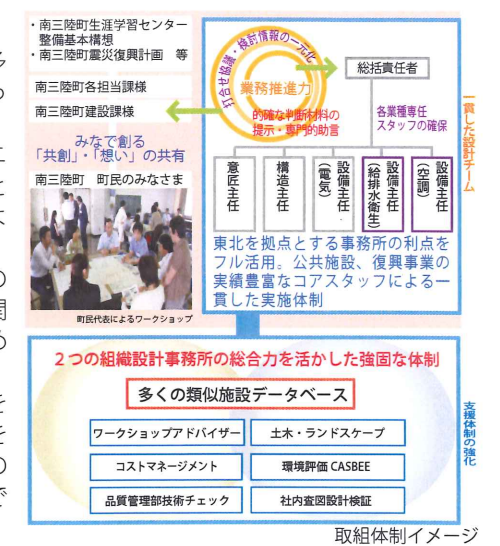 ・南三陸町生涯学習センター
整備基本構想
・南三陸町震災復興計画　等
南三陸町各担当課様
南三陸町建設課様
みなで創る
「共創」・「想い」の共有
南三陸町　町民のみなさま
町民代表によるワークショップ
打合せ協議・検討情報の一元化
業務推進力
的確な判断材料の
提示・専門的助言
総括責任者
各業種専任
スタッフの確保
意匠主任
構造主任
設備主任
（電気）
設備主任
（給排水衛生）
設備主任
（空調）
東北を拠点とする事務所の利点を
フル活用。公共施設、復興事業の
実績豊富なコアスタッフによる一
貫した実施体制
一貫した設計チーム
２つの組織設計事務所の総合力を活かした強固な体制
多くの類似施設データベース
ワークショップアドバイザー
土木・ランドスケープ
コストマネージメント
環境評価 CASBEE
品質管理部技術チェック
社内査図設計検証
支援体制の強化
取組体制イメージ